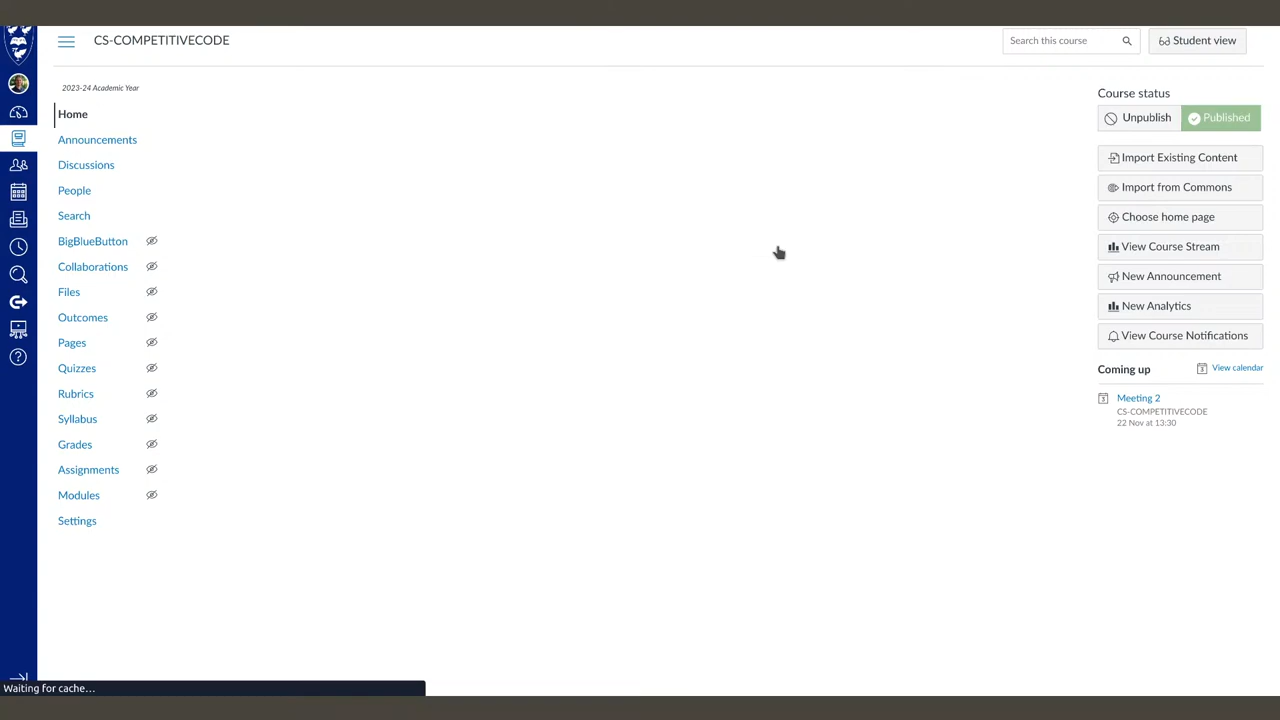 CS-COMPETITIVECODE
Search this course
Student view
2023-24 Academic Year
Home
Announcements
Discussions
People
Search
BigBlueButton
Collaborations
Files
Outcomes
Pages
Quizzes
Rubrics
Syllabus
Grades
Assignments
Modules
Settings
Course status
Unpublish
Published
Import Existing Content
Import from Commons
Choose home page
View Course Stream
New Announcement
New Analytics
View Course Notifications
Coming up
View calendar
Meeting 2
CS-COMPETITIVECODE
22 Nov at 13:30
Waiting for cache...